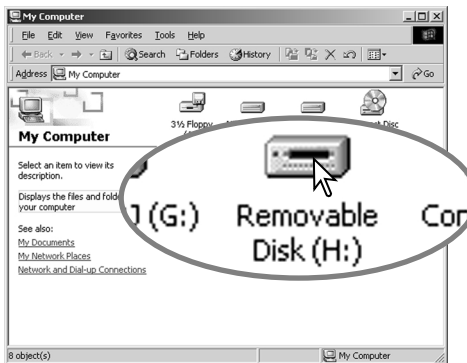 My Computer
File Edit View Favorites Tools Help
Back Search Folders History
Address My Computer Go
3½ Floppy
My Computer
Select an item to view its
description.
Displays the files and
your computer
See also:
My Documents
My Network Places
Network and Dial-up Connections
(G:) Removable
Disk (H:)
8 object(s) My Computer